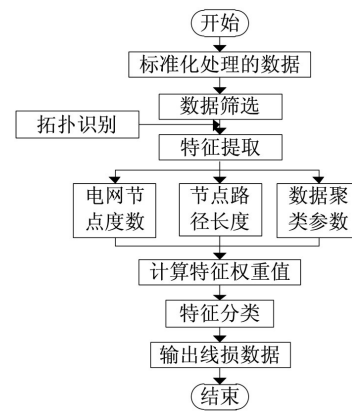 开始
标准化处理的数据
数据筛选
拓扑识别
特征提取
电网节
点度数
节点路
径长度
数据聚
类参数
计算特征权重值
特征分类
输出线损数据
结束